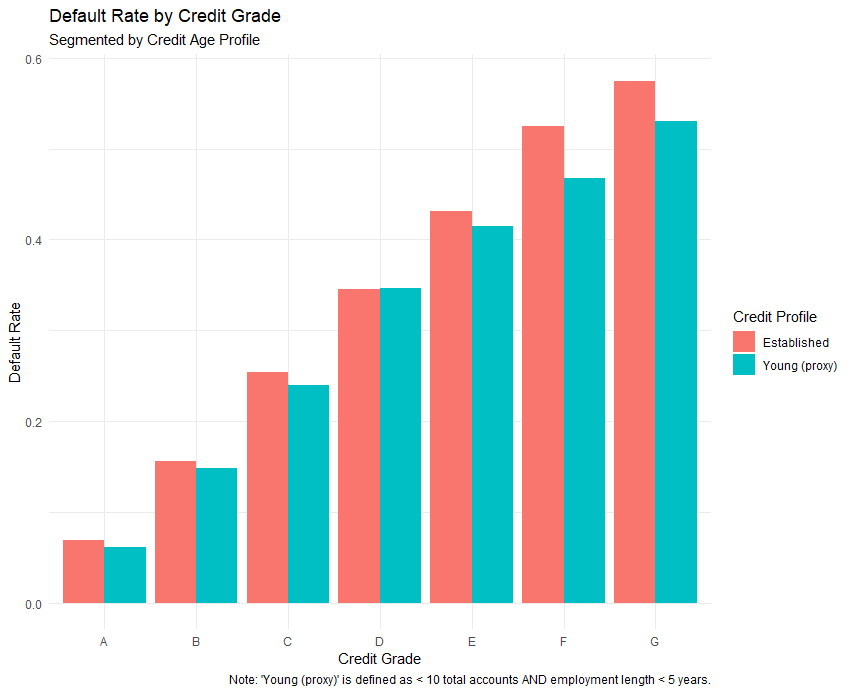 Default Rate by Credit Grade
Segmented by Credit Age Profile
0.6
0.4
0.2
0.0
Default Rate
A B C D E F G
Credit Grade
Credit Profile
Established
Young (proxy)
Note: 'Young (proxy)' is defined as < 10 total accounts AND employment length < 5 years.